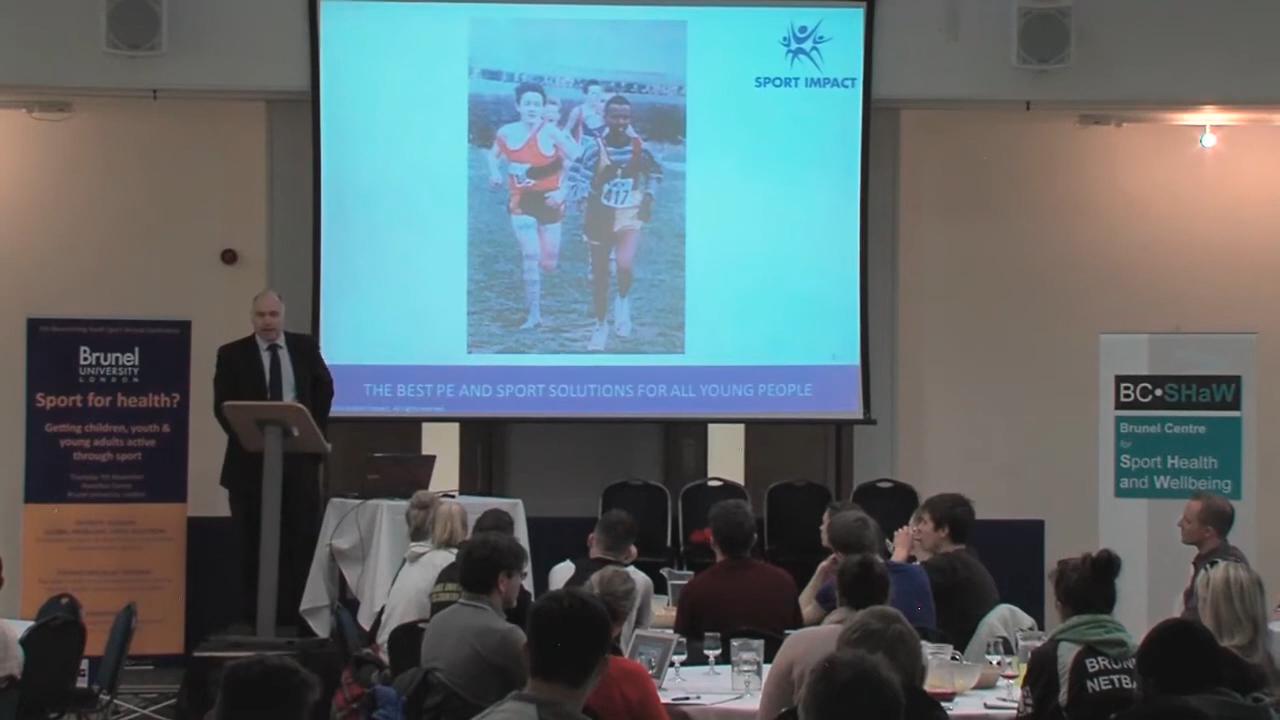 SPORT IMPACT
417
THE BEST PE AND SPORT SOLUTIONS FOR ALL YOUNG PEOPLE
Brunel
UNIVERSITY
LONDON
Sport for health?
Getting children, youth &
young adults active
through sport
BC•SHaW
Brunel Centre
for
Sport Health
and Wellbeing
BRUN
NETBA